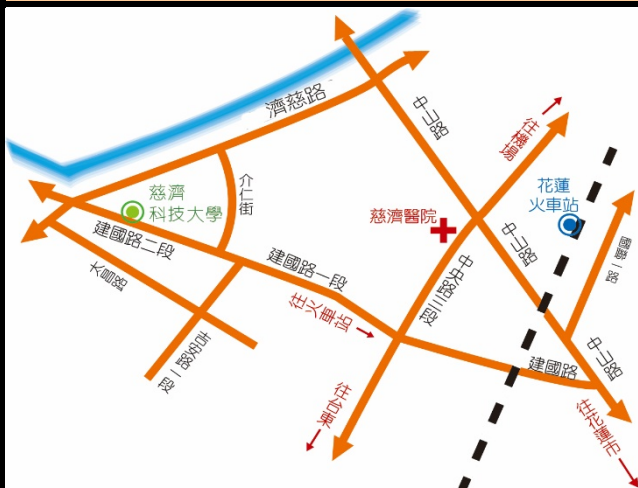 濟慈路
中山路
往機場
介仁街
慈濟
科技大學
花蓮
火車站
慈濟醫院
中山路
國聯一路
建國路二段
大昌路
建國路一段
中央路三段
往火車站
吉安路一段
中山路
建國路
往台東
往花蓮市